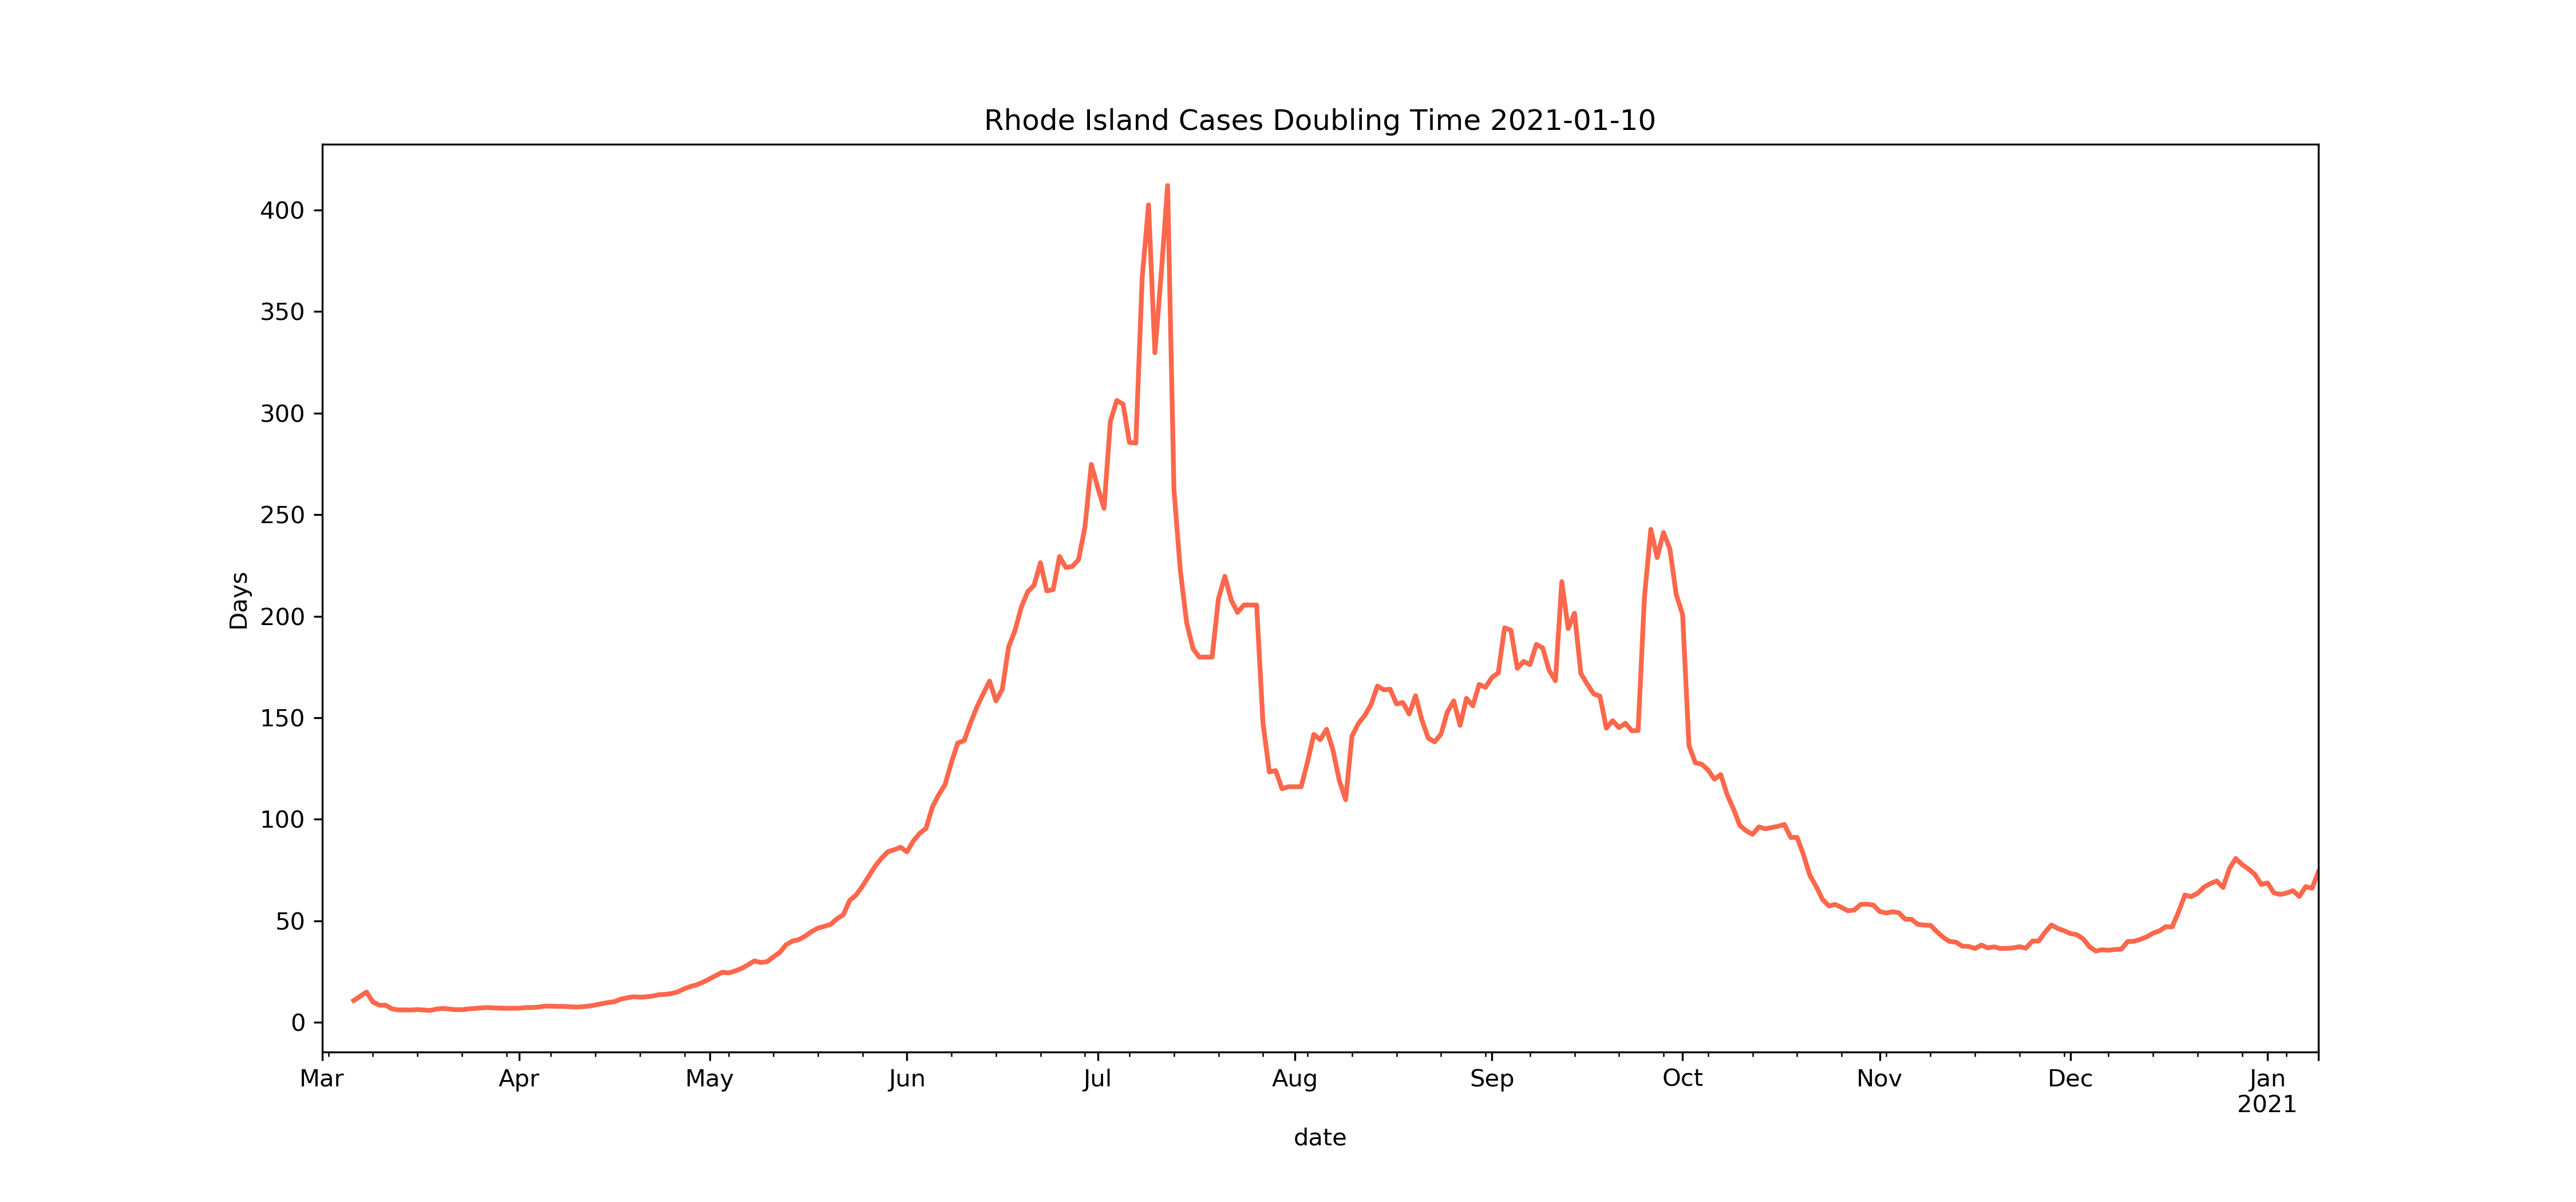 Rhode Island Cases Doubling Time 2021-01-10
400
350
300
250
200
150
100
50
0
Days
Mar Apr May Jun Jul Aug Sep Oct Nov Dec Jan
2021
date